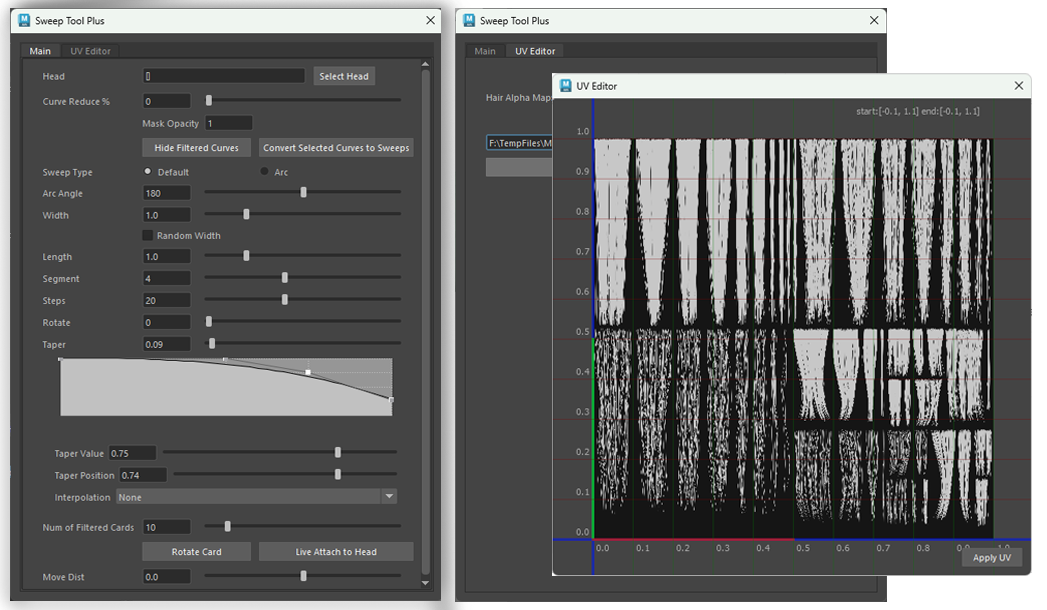 Sweep Tool Plus
Main UV Editor
Head [] Select Head
Curve Reduce % 0
Mask Opacity 1
Hide Filtered Curves Convert Selected Curves to Sweeps
Sweep Type Default Arc
Arc Angle 180
Width 1.0
Random Width
Length 1.0
Segment 4
Steps 20
Rotate 0
Taper 0.09
Taper Value 0.75
Taper Position 0.74
Interpolation None
Num of Filtered Cards 10
Rotate Card Live Attach to Head
Move Dist 0.0
Sweep Tool Plus
Main UV Editor
Hair Alpha Map
F:\TempFiles\M
UV Editor
start:[-0.1, 1.1] end:[-0.1, 1.1]
1.0
0.9
0.8
0.7
0.6
0.5
0.4
0.3
0.2
0.1
0.0
0.0 0.1 0.2 0.3 0.4 0.5 0.6 0.7 0.8
Apply UV